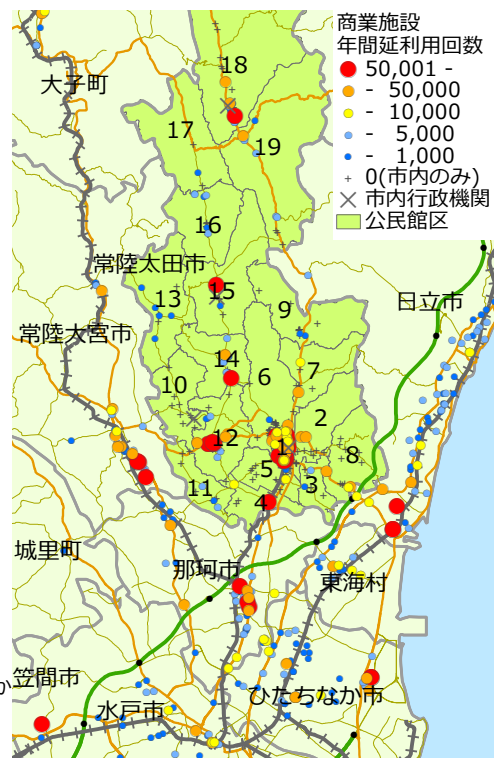 商業施設
年間延利用回数
50,001 -
- 50,000
- 10,000
- 5,000
- 1,000
0(市内のみ)
市内行政機関
公民館区
18
大子町
17
19
16
常陸太田市
15
13
9
日立市
常陸大宮市
14
7
10
6
2
12
1
8
5
11
3
4
城里町
那珂市
東海村
笠間市
か
ひたちなか市
水戸市